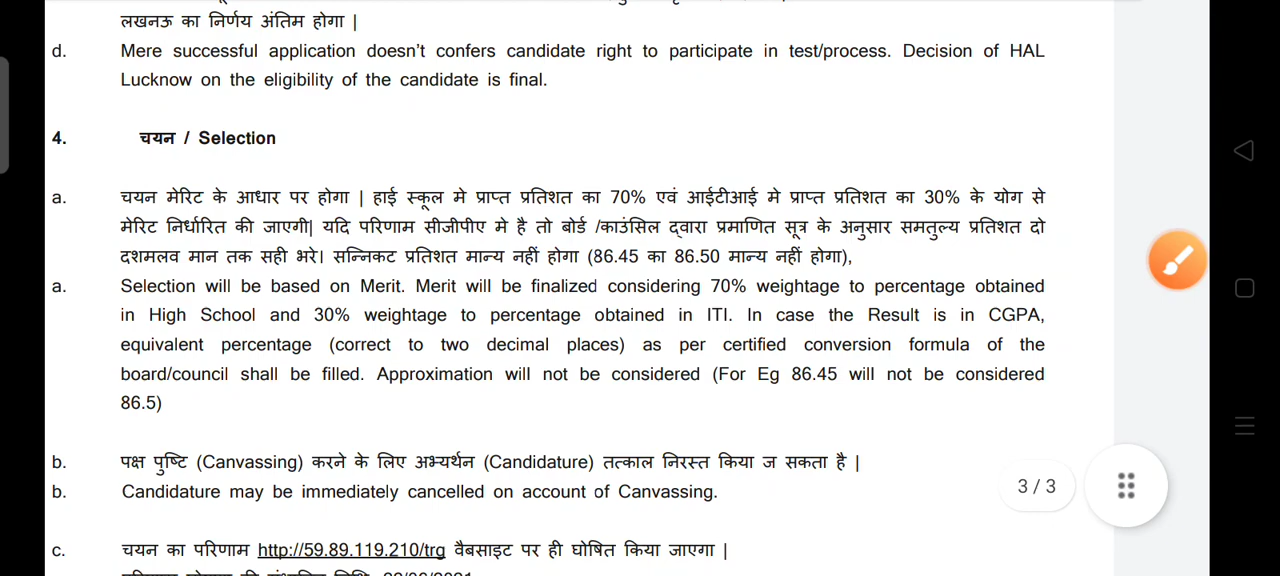 लखनऊ का निर्णय अंतिम होगा |
d. Mere successful application doesn't confers candidate right to participate in test/process. Decision of HAL
Lucknow on the eligibility of the candidate is final.
4. चयन / Selection
a. चयन मेरिट के आधार पर होगा | हाई स्कूल मे प्राप्त प्रतिशत का 70% एवं आईटीआई मे प्राप्त प्रतिशत का 30% के योग से
मेरिट निर्धारित की जाएगी| यदि परिणाम सीजीपीए मे है तो बोर्ड /काउंसिल द्वारा प्रमाणित सूत्र के अनुसार समतुल्य प्रतिशत दो
दशमलव मान तक सही भरे। सन्निकट प्रतिशत मान्य नहीं होगा (86.45 का 86.50 मान्य नहीं होगा),
a. Selection will be based on Merit. Merit will be finalized considering 70% weightage to percentage obtained
in High School and 30% weightage to percentage obtained in ITI. In case the Result is in CGPA,
equivalent percentage (correct to two decimal places) as per certified conversion formula of the
board/council shall be filled. Approximation will not be considered (For Eg 86.45 will not be considered
86.5)
b. पक्ष पुष्टि (Canvassing) करने के लिए अभ्यर्थन (Candidature) तत्काल निरस्त किया ज सकता है |
3 / 3
b. Candidature may be immediately cancelled on account of Canvassing.
c. चयन का परिणाम http://59.89.119.210/trg वैबसाइट पर ही घोषित किया जाएगा |